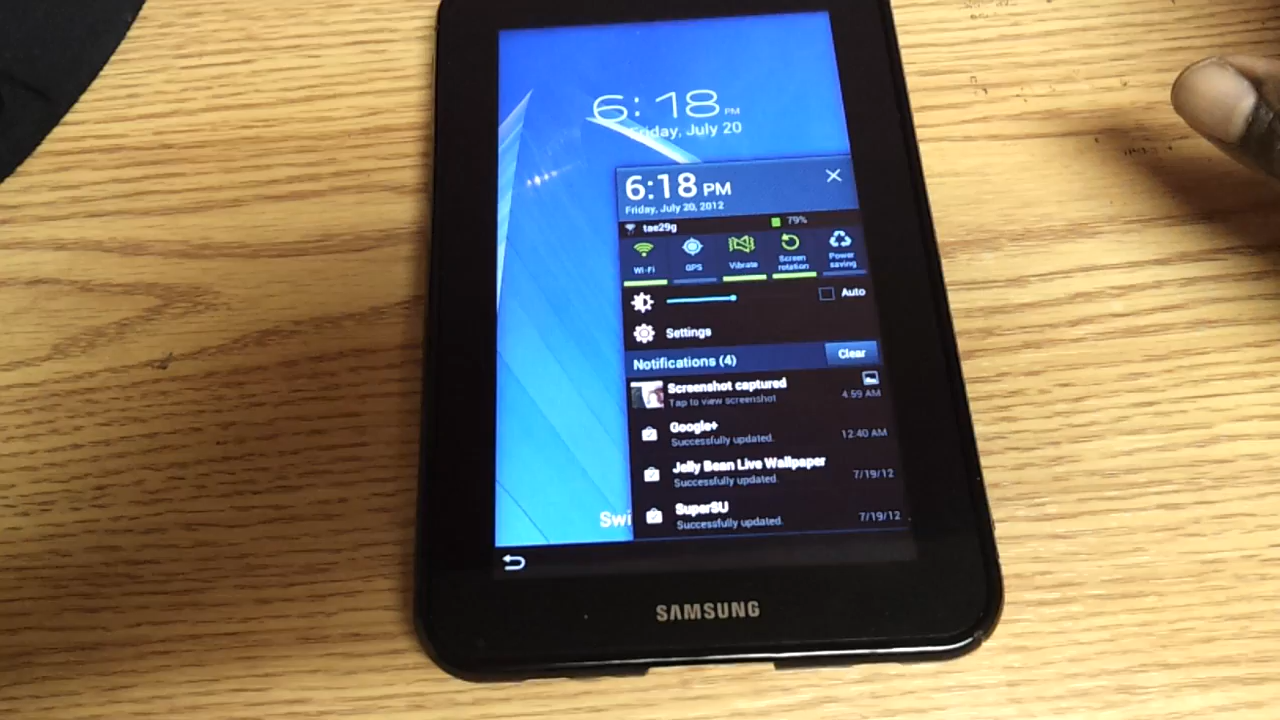 6:18 PM
Friday, July 20
6:18 PM
Friday, July 20, 2012
tae29g 79%
Wi-Fi GPS Vibrate Screen rotation Power saving
Auto
Settings
Notifications (4) Clear
Screenshot captured
Tap to view screenshot 4:59 AM
Google+
Successfully updated. 12:40 AM
Jelly Bean Live Wallpaper
Successfully updated. 7/19/12
SuperSU
Successfully updated. 7/19/12
Swi
SAMSUNG